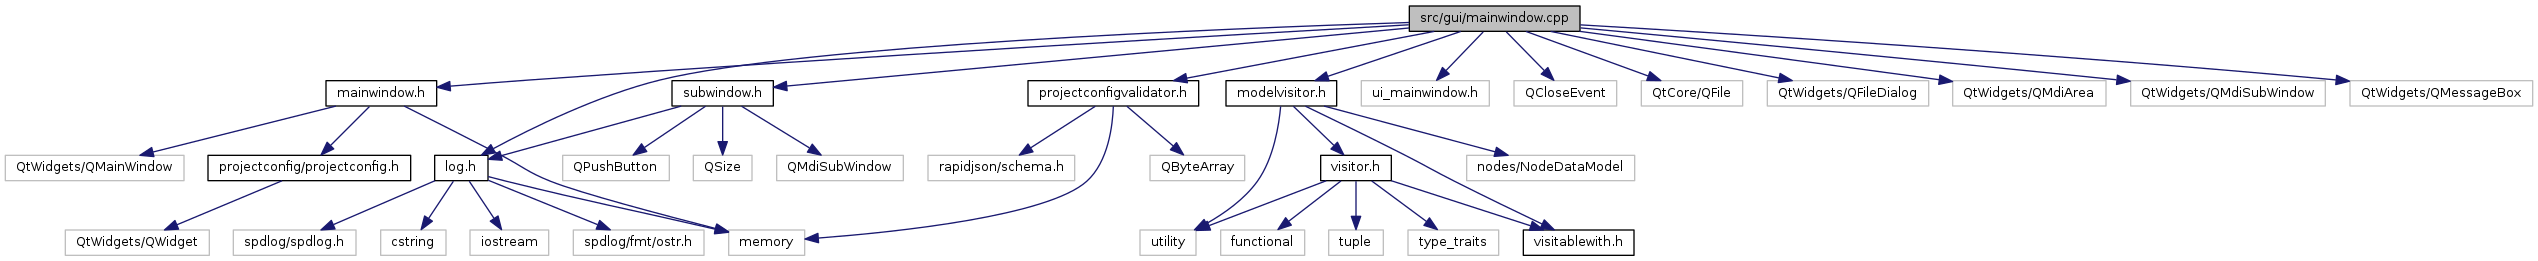 src/gui/mainwindow.cpp
mainwindow.h
subwindow.h
projectconfigvalidator.h
modelvisitor.h
ui_mainwindow.h
QCloseEvent
QtCore/QFile
QtWidgets/QFileDialog
QtWidgets/QMdiArea
QtWidgets/QMdiSubWindow
QtWidgets/QMessageBox
QtWidgets/QMainWindow
projectconfig/projectconfig.h
log.h
QPushButton
QSize
QMdiSubWindow
rapidjson/schema.h
QByteArray
visitor.h
nodes/NodeDataModel
QtWidgets/QWidget
spdlog/spdlog.h
cstring
iostream
spdlog/fmt/ostr.h
memory
utility
functional
tuple
type_traits
visitablewith.h